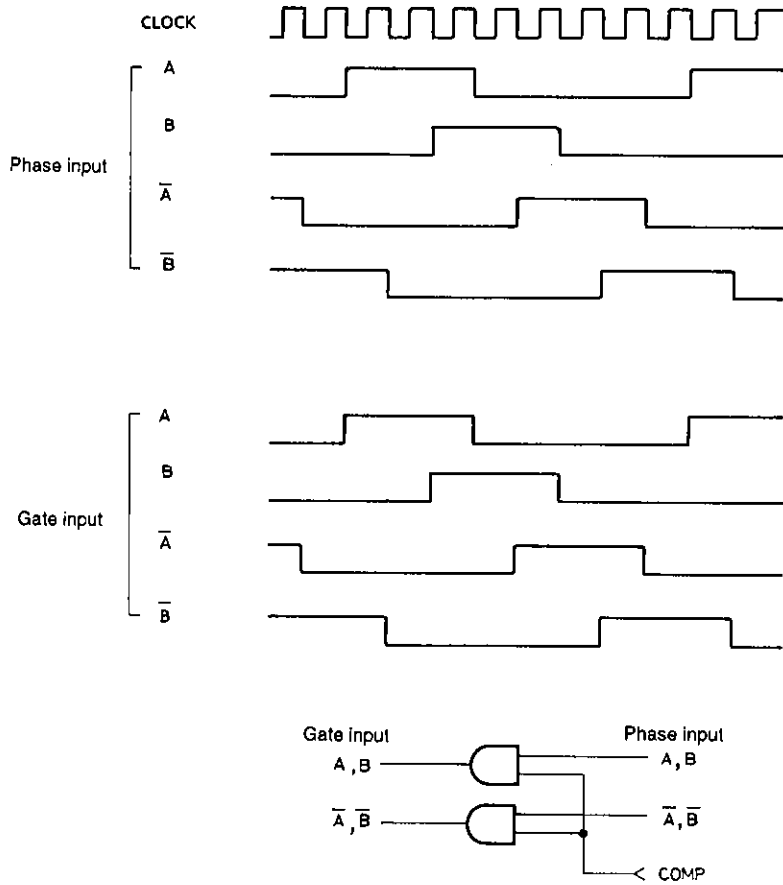 CLOCK
A
B
Phase input
A̅
B̅
A
B
Gate input
A̅
B̅
Gate input
Phase input
A , B
A , B
A̅ , B̅
A̅ , B̅
COMP